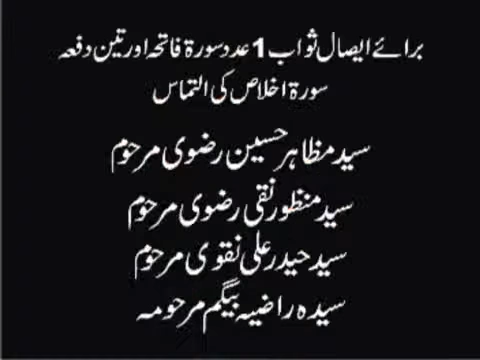 برائے ایصال ثواب 1 عدد سورۃ فاتحہ اور تین دفعہ
سورۃ اخلاص کی التماس
سید مظاہر حسین رضوی مرحوم
سید منظور نقی رضوی مرحوم
سید حیدر علی نقوی مرحوم
سیدہ راضیہ بیگم مرحومہ